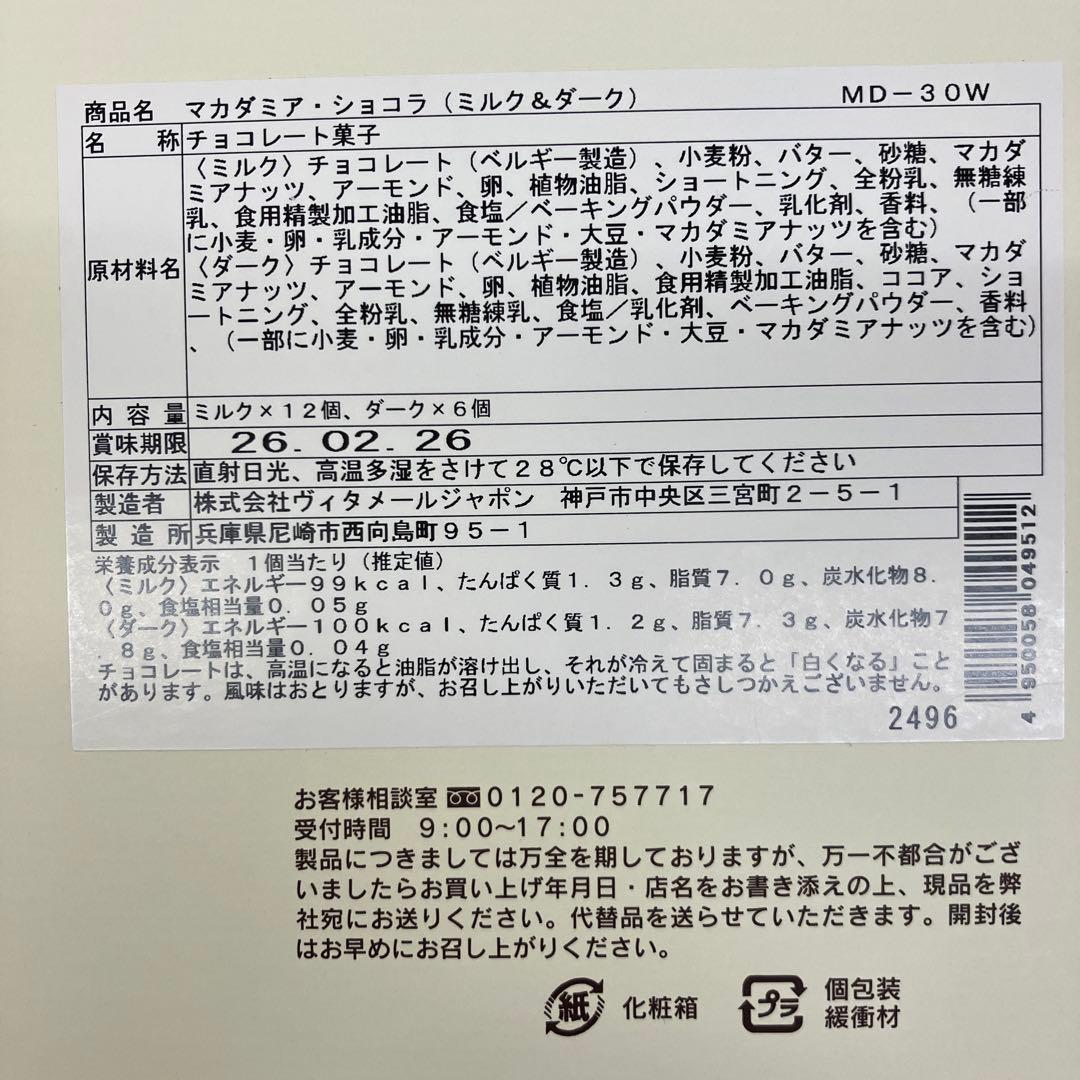 商品名 マカダミア・ショコラ（ミルク＆ダーク） MD－30W
名称 チョコレート菓子
原材料名 〈ミルク〉チョコレート（ベルギー製造）、小麦粉、バター、砂糖、マカダ
ミアナッツ、アーモンド、卵、植物油脂、ショートニング、全粉乳、無糖練
乳、食用精製加工油脂、食塩／ベーキングパウダー、乳化剤、香料、（一部
に小麦・卵・乳成分・アーモンド・大豆・マカダミアナッツを含む）
〈ダーク〉チョコレート（ベルギー製造）、小麦粉、バター、砂糖、マカダ
ミアナッツ、アーモンド、卵、植物油脂、食用精製加工油脂、ココア、ショ
ートニング、全粉乳、無糖練乳、食塩／乳化剤、ベーキングパウダー、香料
、（一部に小麦・卵・乳成分・アーモンド・大豆・マカダミアナッツを含む）
内容量 ミルク×12個、ダーク×6個
賞味期限 26.02.26
保存方法 直射日光、高温多湿をさけて28℃以下で保存してください
製造者 株式会社ヴィタメールジャポン 神戸市中央区三宮町2－5－1
製造所 兵庫県尼崎市西向島町95－1
栄養成分表示 1個当たり（推定値）
〈ミルク〉エネルギー99kcal、たんぱく質1.3g、脂質7.0g、炭水化物8.
0g、食塩相当量0.05g
〈ダーク〉エネルギー100kcal、たんぱく質1.2g、脂質7.3g、炭水化物7
.8g、食塩相当量0.04g
チョコレートは、高温になると油脂が溶け出し、それが冷えて固まると「白くなる」こと
があります。風味はおとりますが、お召し上がりいただいてもさしつかえございません。
2496
4 950058 049512
お客様相談室 0120-757717
受付時間 9:00〜17:00
製品につきましては万全を期しておりますが、万一不都合がござ
いましたらお買い上げ年月日・店名をお書き添えの上、現品を弊
社宛にお送りください。代替品を送らせていただきます。開封後
はお早めにお召し上がりください。
紙 化粧箱 プラ 個包装
緩衝材